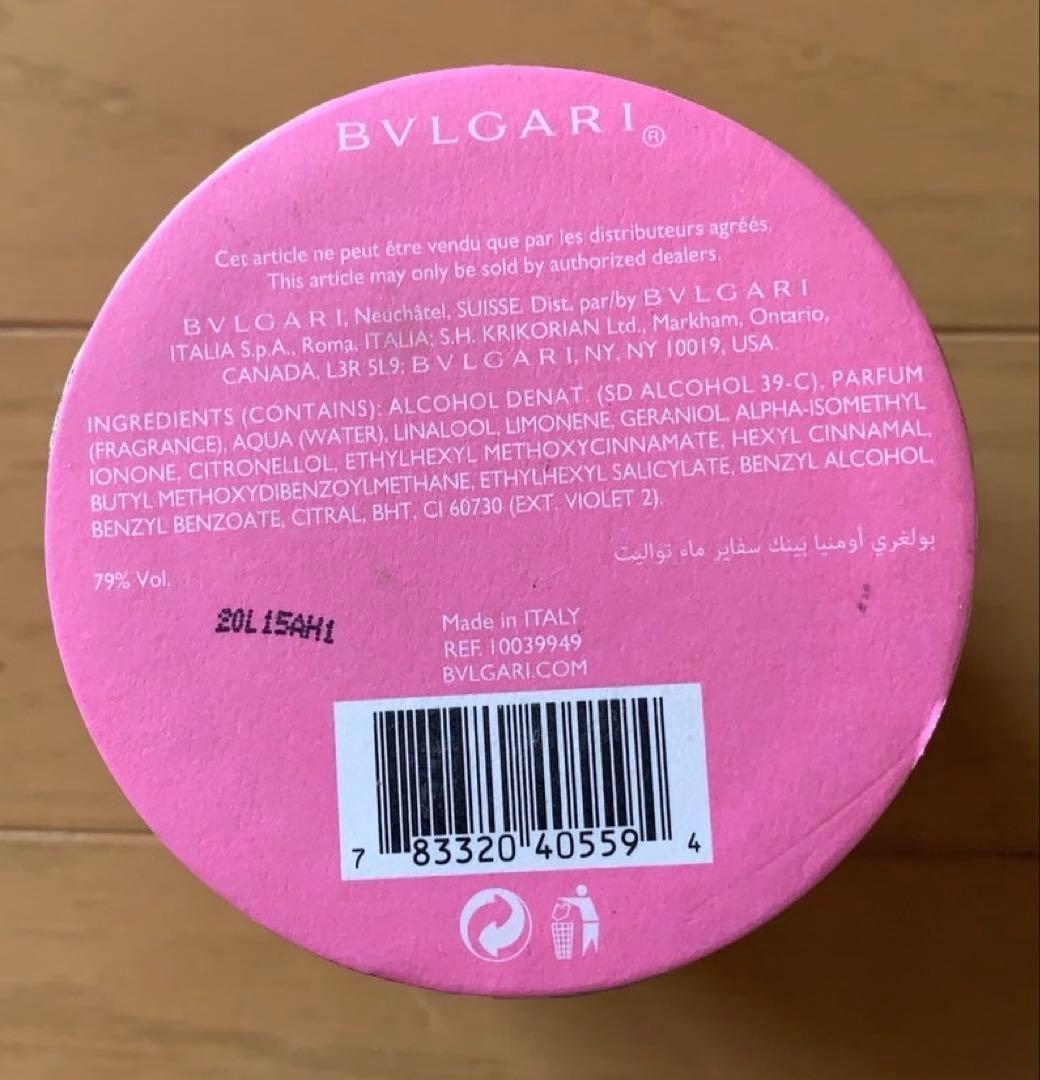 BVLGARI®
Cet article ne peut être vendu que par les distributeurs agréés.
This article may only be sold by authorized dealers.
BVLGARI, Neuchâtel, SUISSE. Dist. par/by BVLGARI
ITALIA S.p.A., Roma, ITALIA; S.H. KRIKORIAN Ltd., Markham, Ontario,
CANADA, L3R 5L9; BVLGARI, NY, NY 10019, USA.
INGREDIENTS (CONTAINS): ALCOHOL DENAT. (SD ALCOHOL 39-C), PARFUM
(FRAGRANCE), AQUA (WATER), LINALOOL, LIMONENE, GERANIOL, ALPHA-ISOMETHYL
IONONE, CITRONELLOL, ETHYLHEXYL METHOXYCINNAMATE, HEXYL CINNAMAL,
BUTYL METHOXYDIBENZOYLMETHANE, ETHYLHEXYL SALICYLATE, BENZYL ALCOHOL,
BENZYL BENZOATE, CITRAL, BHT, CI 60730 (EXT. VIOLET 2).
بولغري أومنيا بينك سفاير ماء تواليت
79% Vol.
20L15AH1
Made in ITALY
REF. 10039949
BVLGARI.COM
7 83320 40559 4